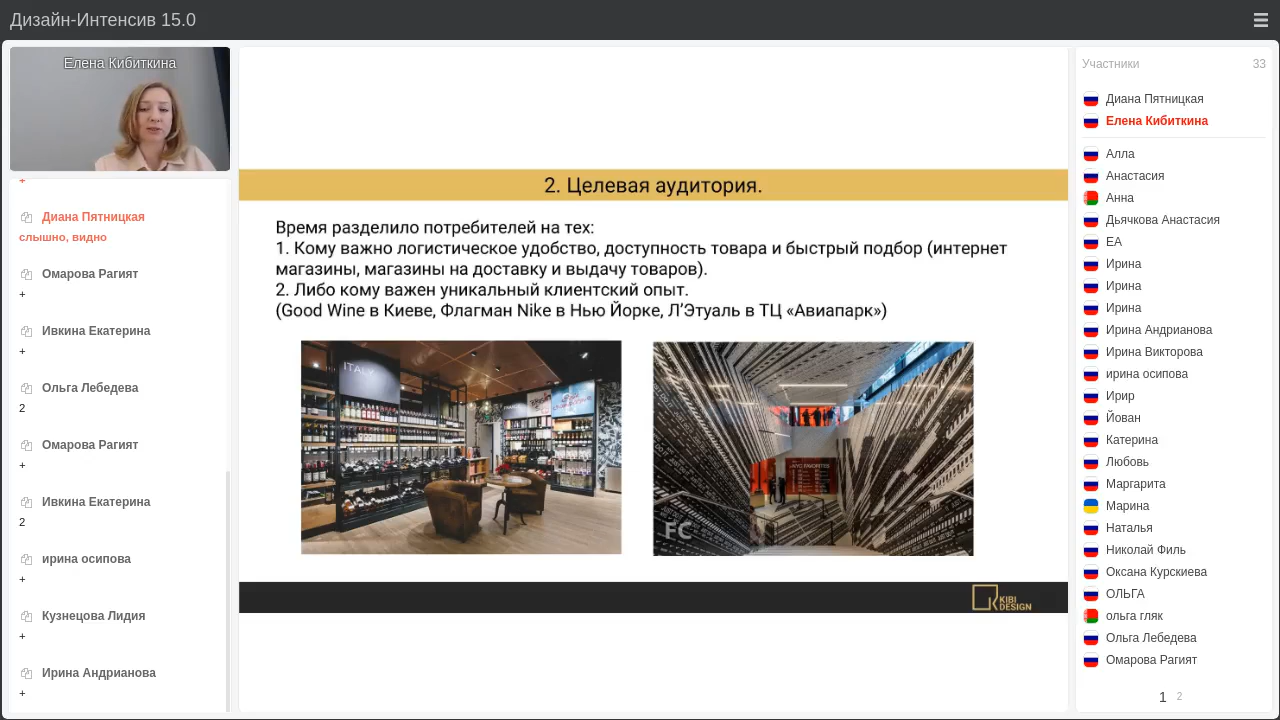 Дизайн-Интенсив 15.0
Елена Кибиткина
+
Диана Пятницкая
слышно, видно
Омарова Рагият
+
Ивкина Екатерина
+
Ольга Лебедева
2
Омарова Рагият
+
Ивкина Екатерина
2
ирина осипова
+
Кузнецова Лидия
+
Ирина Андрианова
+
2. Целевая аудитория.
Время разделило потребителей на тех:
1. Кому важно логистическое удобство, доступность товара и быстрый подбор (интернет
магазины, магазины на доставку и выдачу товаров).
2. Либо кому важен уникальный клиентский опыт.
(Good Wine в Киеве, Флагман Nike в Нью Йорке, Л’Этуаль в ТЦ «Авиапарк»)
ITALY
NYC FAVORITES
FC
KIBI
DESIGN
Участники 33
Диана Пятницкая
Елена Кибиткина
Алла
Анастасия
Анна
Дьячкова Анастасия
ЕА
Ирина
Ирина
Ирина
Ирина Андрианова
Ирина Викторова
ирина осипова
Ирир
Йован
Катерина
Любовь
Маргарита
Марина
Наталья
Николай Филь
Оксана Курскиева
ОЛЬГА
ольга гляк
Ольга Лебедева
Омарова Рагият
1 2